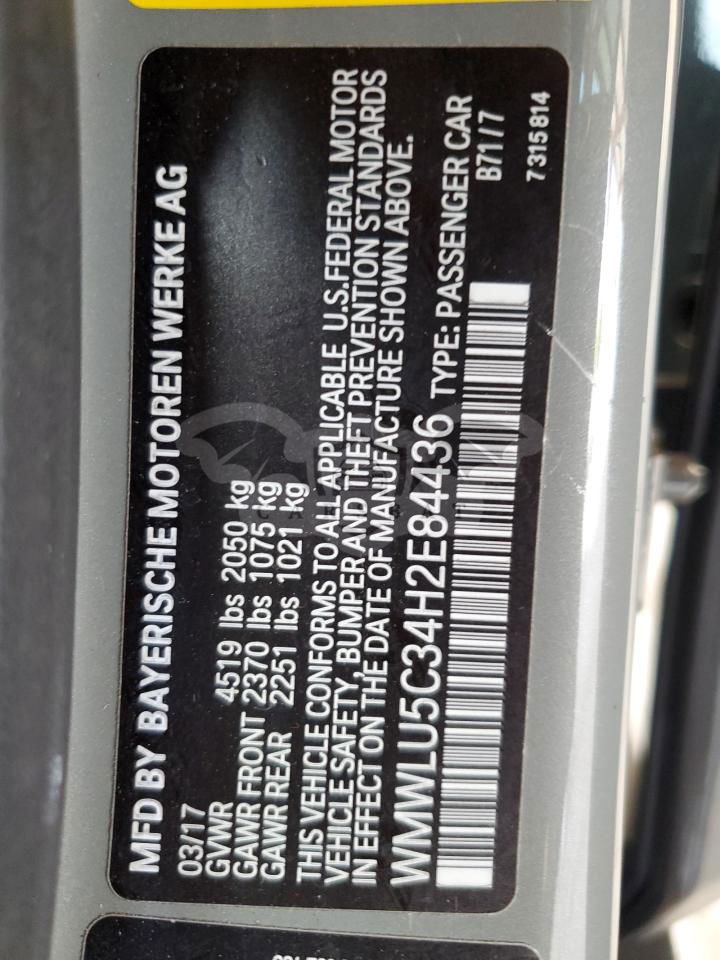 MFD BY BAYERISCHE MOTOREN WERKE AG
03/17
GVWR 4519 lbs 2050 kg
GAWR FRONT 2370 lbs 1075 kg
GAWR REAR 2251 lbs 1021 kg
THIS VEHICLE CONFORMS TO ALL APPLICABLE U.S. FEDERAL MOTOR
VEHICLE SAFETY, BUMPER AND THEFT PREVENTION STANDARDS
IN EFFECT ON THE DATE OF MANUFACTURE SHOWN ABOVE.
WMWLU5C34H2E84436 TYPE: PASSENGER CAR
B71/7
7315814